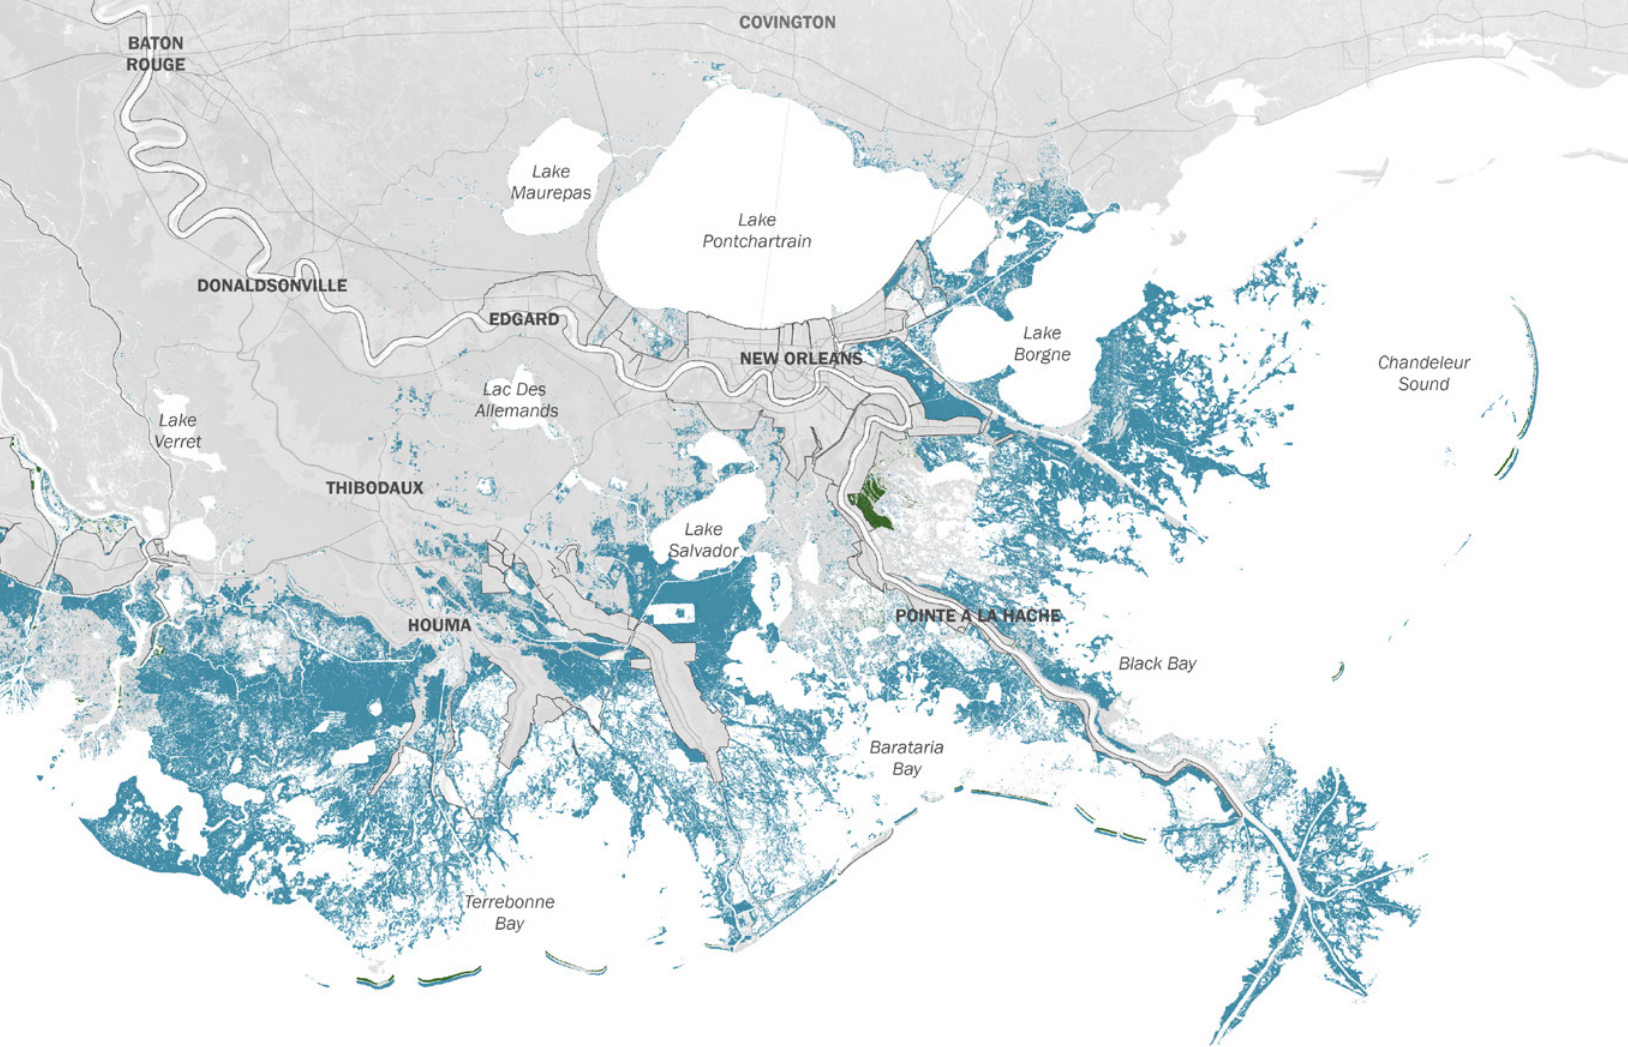 COVINGTON
BATON
ROUGE
Lake
Maurepas
Lake
Pontchartrain
DONALDSONVILLE
EDGARD
NEW ORLEANS
Lake
Borgne
Chandeleur
Sound
Lac Des
Allemands
Lake
Verret
THIBODAUX
Lake
Salvador
POINTE A LA HACHE
HOUMA
Black Bay
Barataria
Bay
Terrebonne
Bay